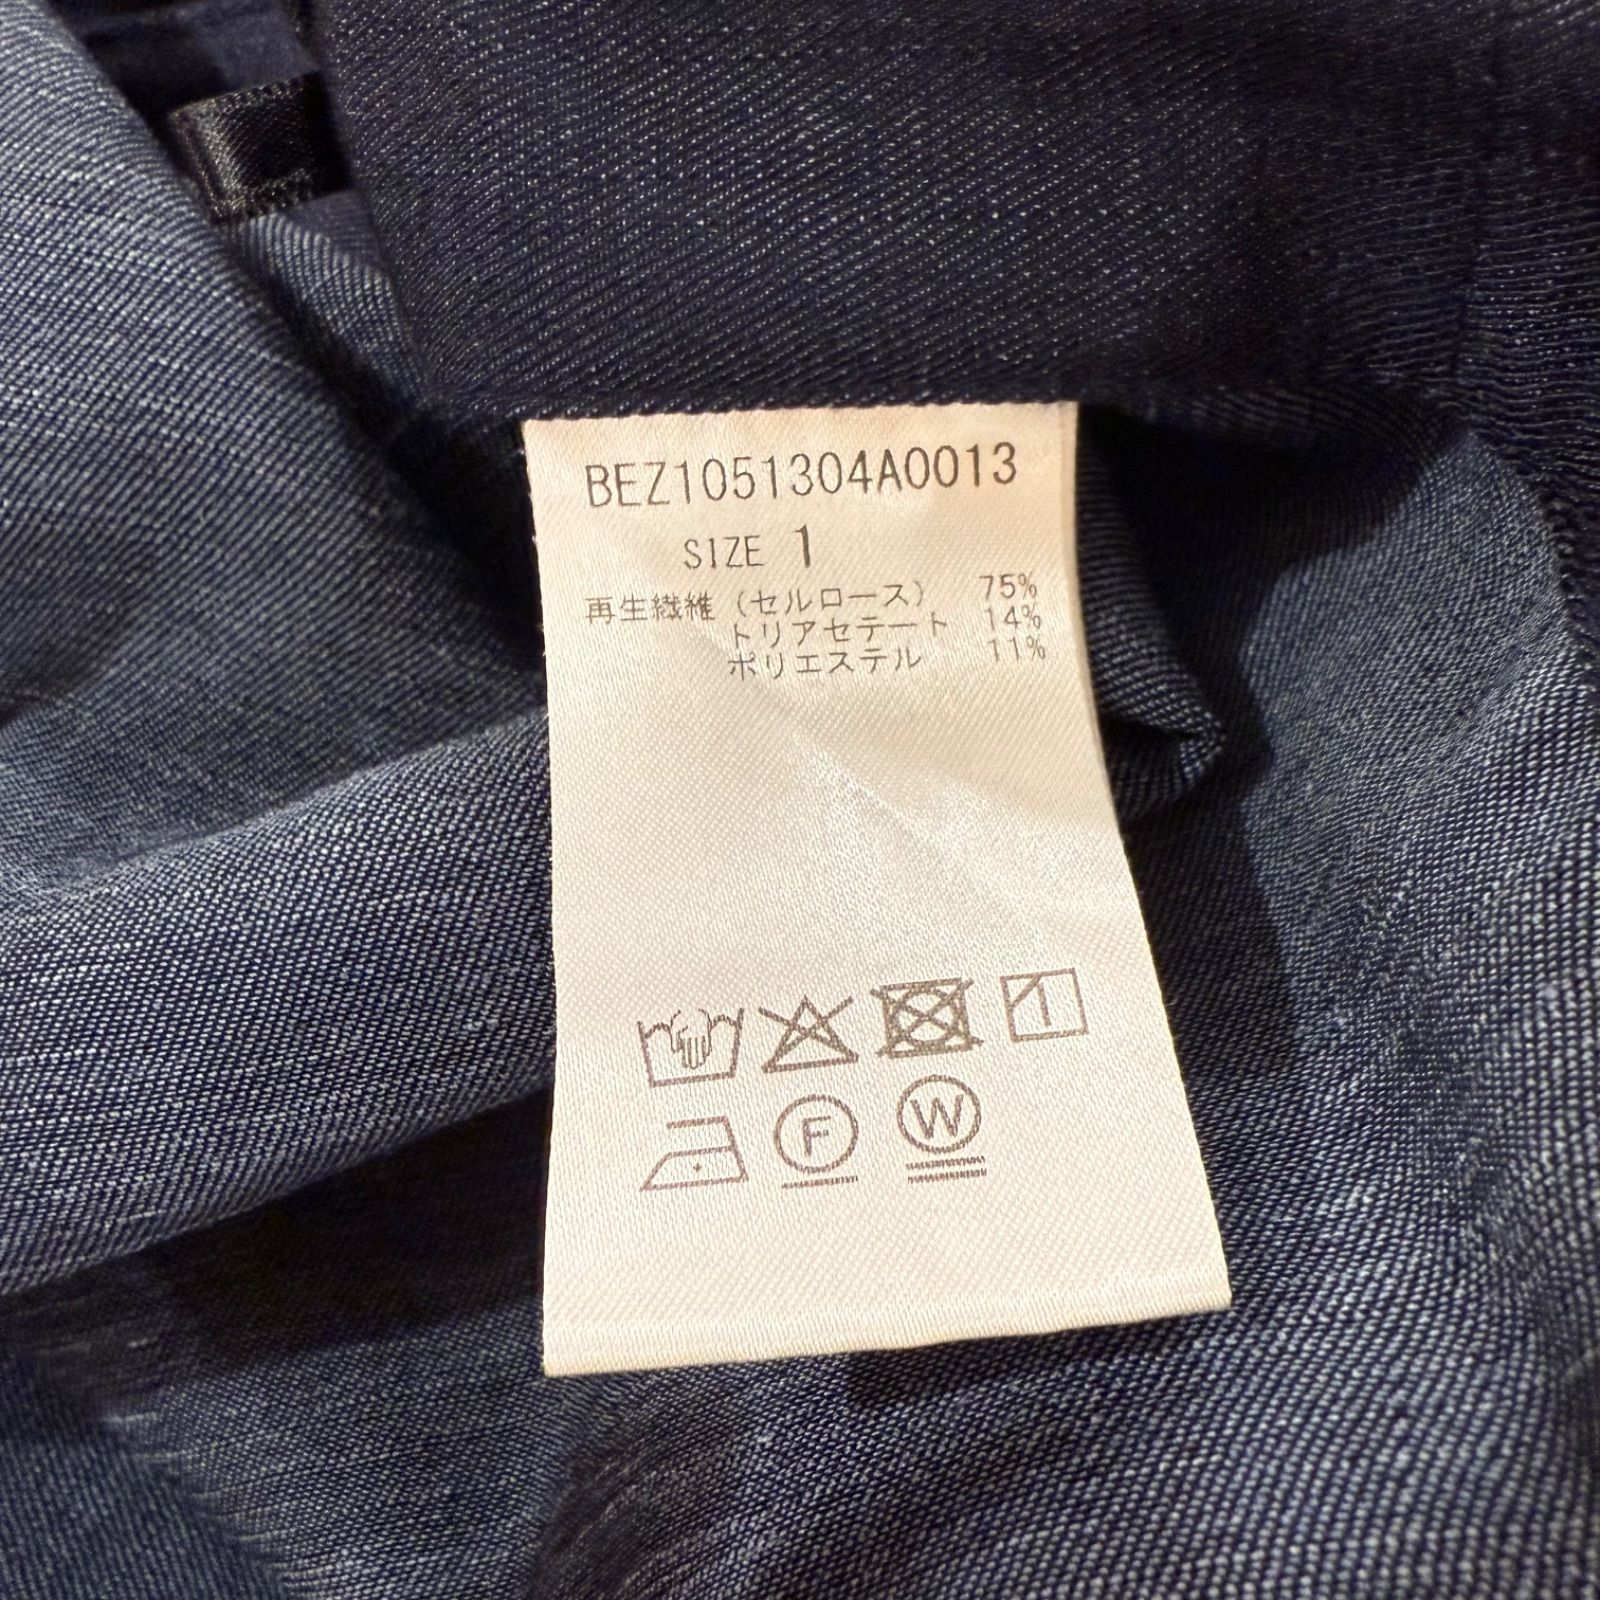 BEZ1051304A0013
SIZE 1
再生繊維（セルロース） 75%
トリアセテート 14%
ポリエステル 11%
F W